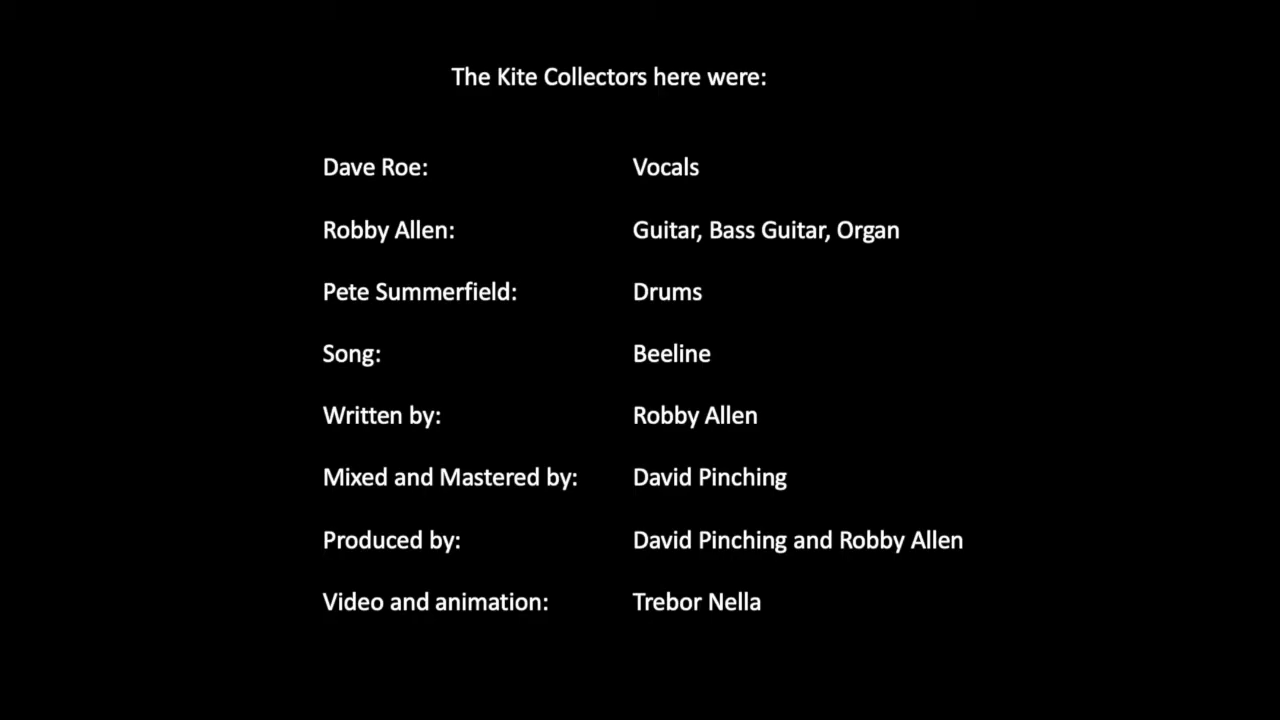 The Kite Collectors here were:
Dave Roe: Vocals
Robby Allen: Guitar, Bass Guitar, Organ
Pete Summerfield: Drums
Song: Beeline
Written by: Robby Allen
Mixed and Mastered by: David Pinching
Produced by: David Pinching and Robby Allen
Video and animation: Trebor Nella